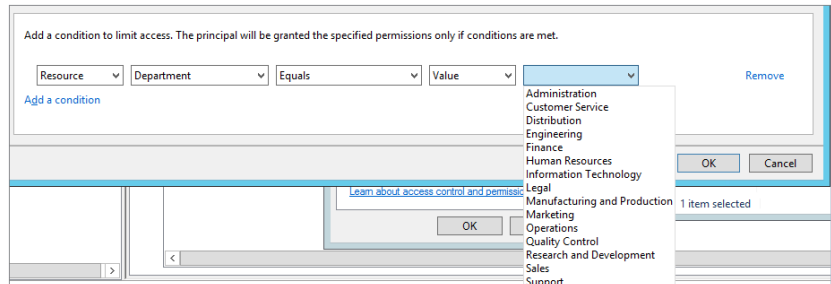 Add a condition to limit access. The principal will be granted the specified permissions only if conditions are met.
Resource Department Equals Value Remove
Add a condition
Administration
Customer Service
Distribution
Engineering
Finance
Human Resources
Information Technology
Legal
Manufacturing and Production
Marketing
Operations
Quality Control
Research and Development
Sales
Support
OK Cancel
Learn about access control and
1 item selected
OK